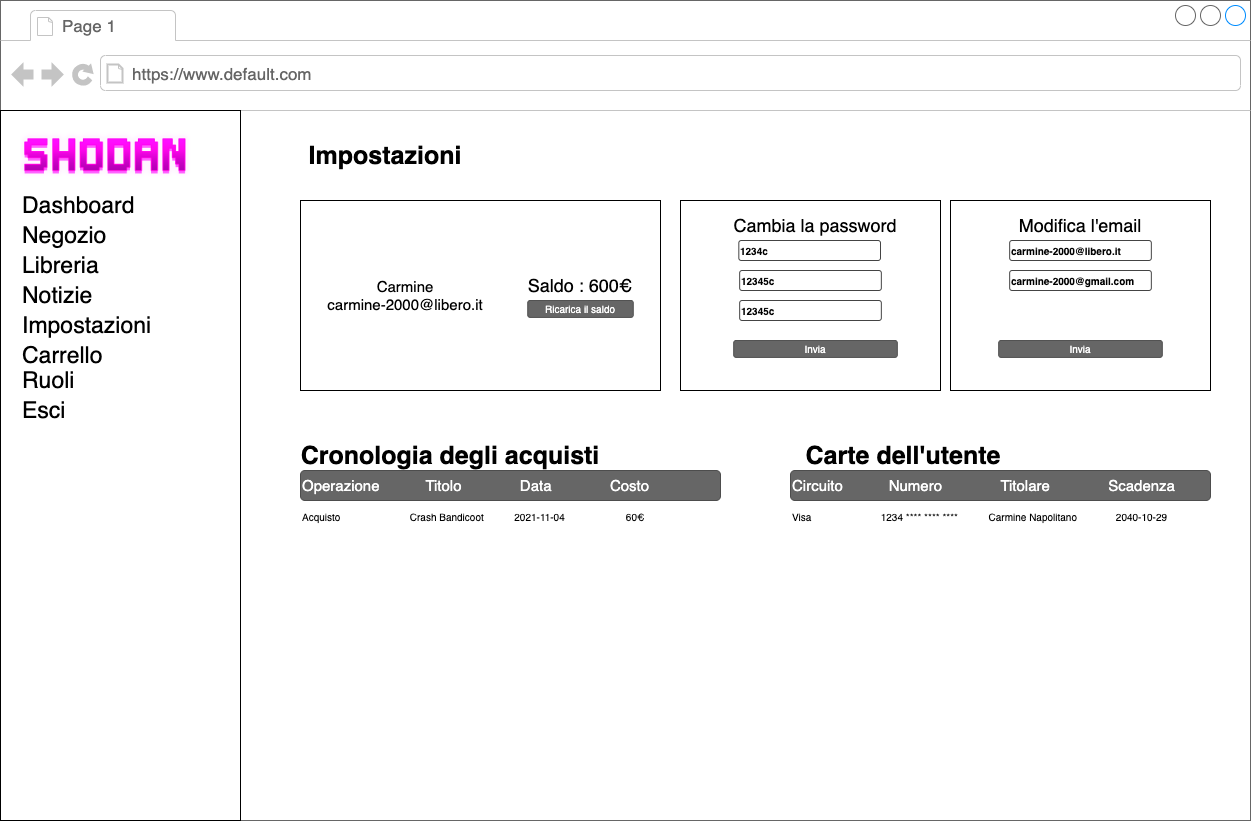 Page 1
https://www.default.com
SHODAN
Dashboard
Negozio
Libreria
Notizie
Impostazioni
Carrello
Ruoli
Esci
Impostazioni
Carmine
carmine-2000@libero.it
Saldo : 600€
Ricarica il saldo
Cambia la password
1234c
12345c
12345c
Invia
Modifica l'email
carmine-2000@libero.it
carmine-2000@gmail.com
Invia
Cronologia degli acquisti
Operazione Titolo Data Costo
Acquisto Crash Bandicoot 2021-11-04 60€
Carte dell'utente
Circuito Numero Titolare Scadenza
Visa 1234 **** **** **** Carmine Napolitano 2040-10-29